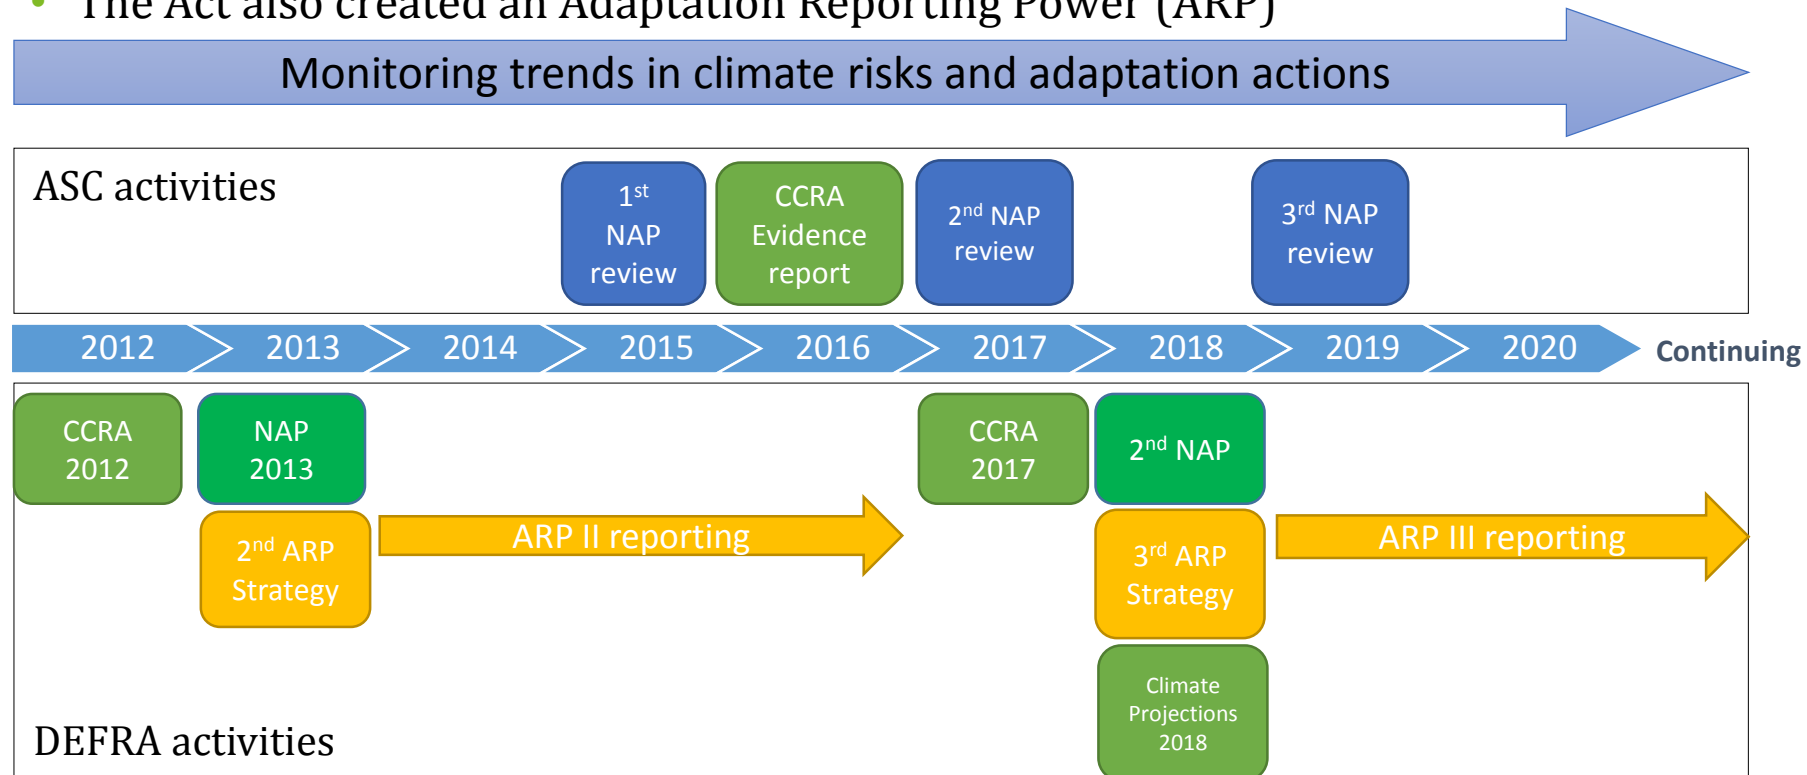 • The Act also created an Adaptation Reporting Power (ARP)
Monitoring trends in climate risks and adaptation actions
ASC activities
1st
NAP
review
CCRA
Evidence
report
2nd NAP
review
3rd NAP
review
2012
2013
2014
2015
2016
2017
2018
2019
2020
Continuing
CCRA
2012
NAP
2013
CCRA
2017
2nd NAP
2nd ARP
Strategy
ARP II reporting
3rd ARP
Strategy
ARP III reporting
Climate
Projections
2018
DEFRA activities